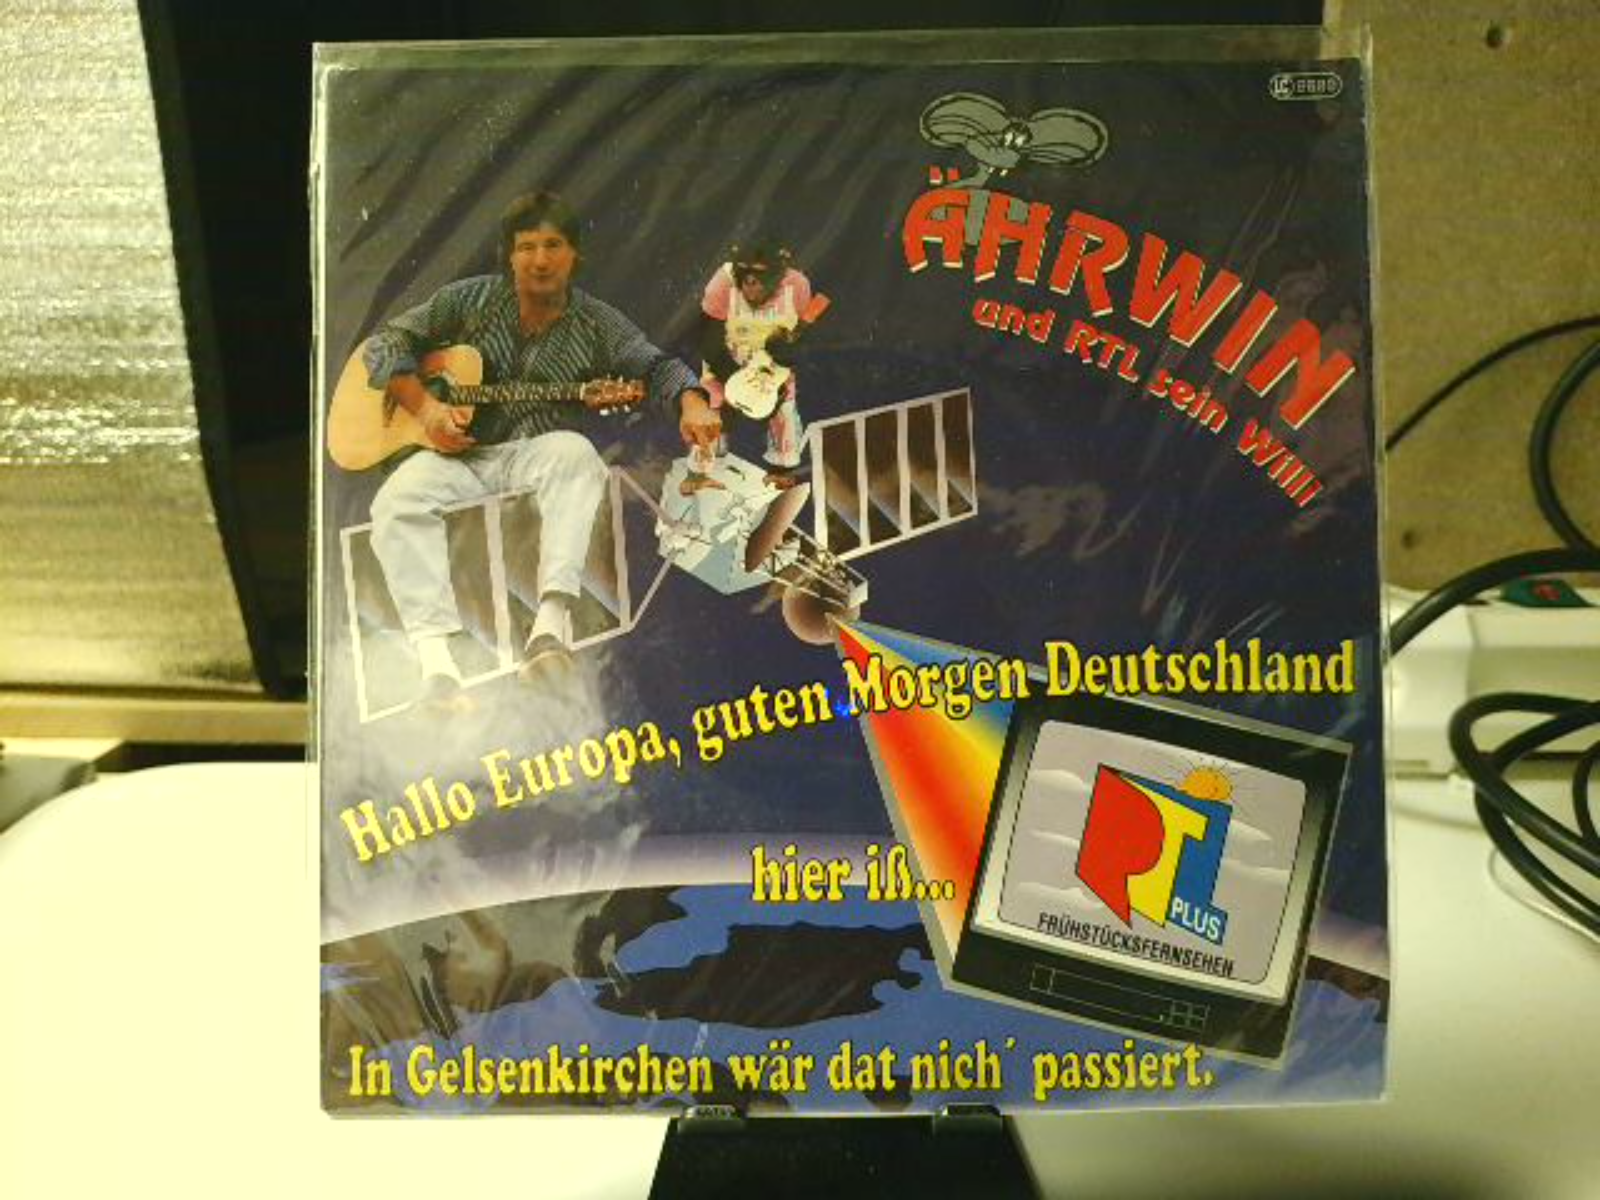 LC
ÄHRWIN
und RTL sein Willi
Hallo Europa, guten Morgen Deutschland
hier iß...
RTL
PLUS
FRÜHSTÜCKSFERNSEHEN
In Gelsenkirchen wär dat nich´ passiert.